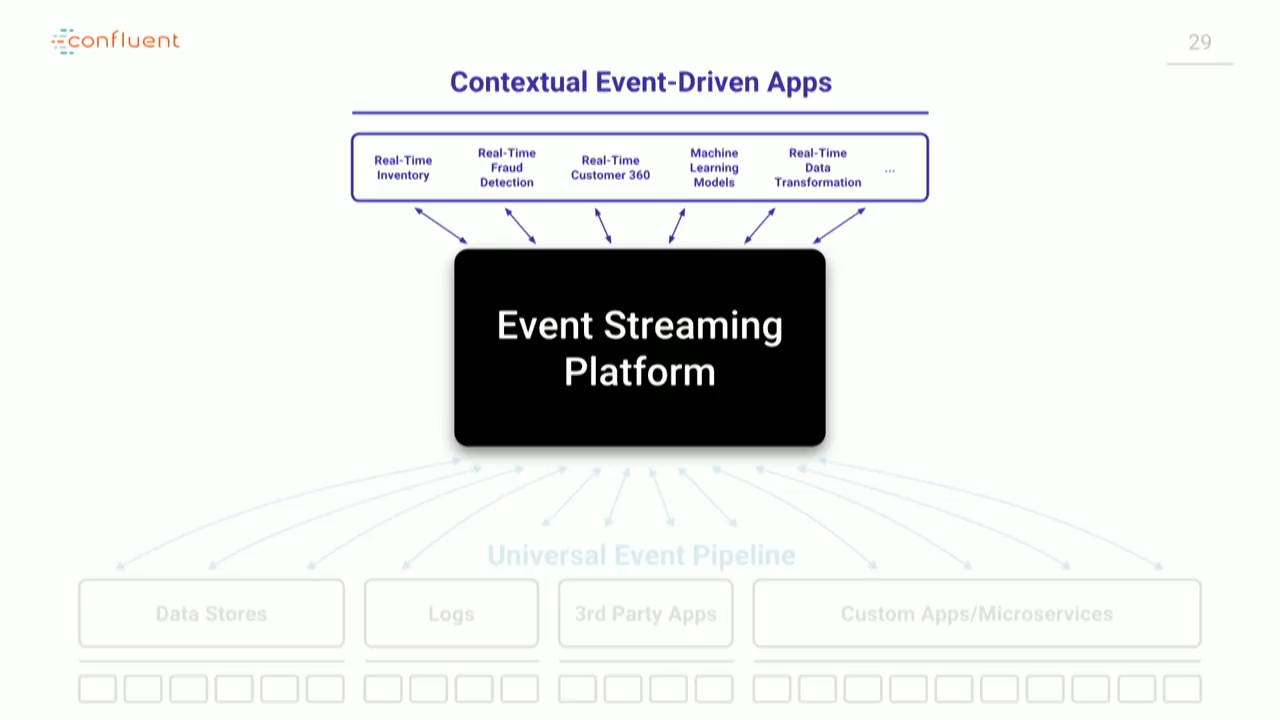 confluent
29
Contextual Event-Driven Apps
Real-Time
Inventory
Real-Time
Fraud
Detection
Real-Time
Customer 360
Machine
Learning
Models
Real-Time
Data
Transformation
...
Event Streaming
Platform
Universal Event Pipeline
Data Stores
Logs
3rd Party Apps
Custom Apps/Microservices